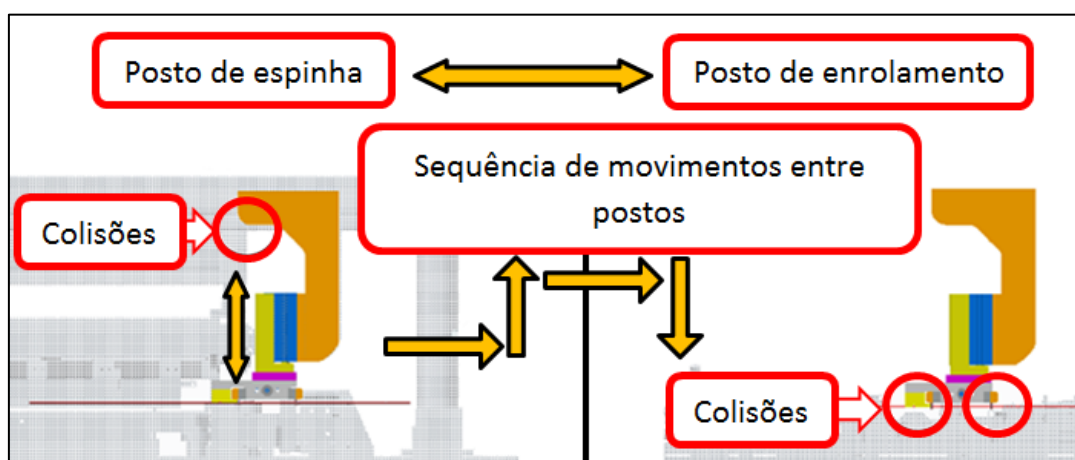 Posto de espinha
Posto de enrolamento
Sequência de movimentos entre
postos
Colisões
Colisões